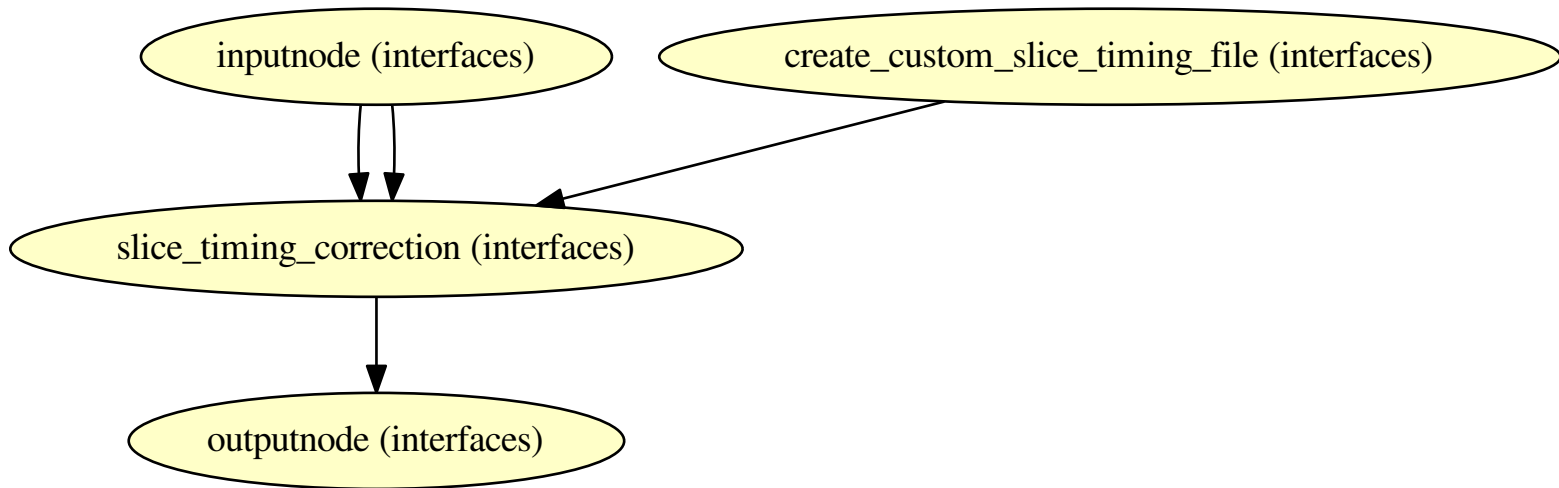 inputnode (interfaces)
create_custom_slice_timing_file (interfaces)
slice_timing_correction (interfaces)
outputnode (interfaces)